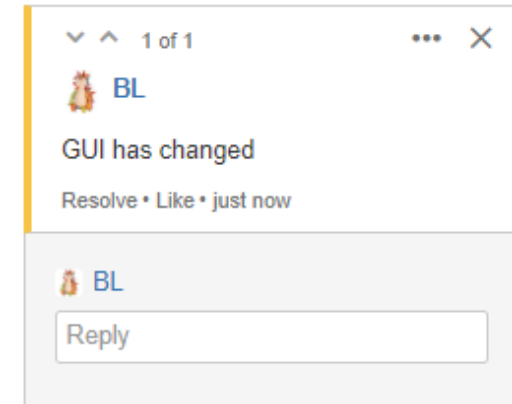 1 of 1
BL
GUI has changed
Resolve • Like • just now
BL
Reply